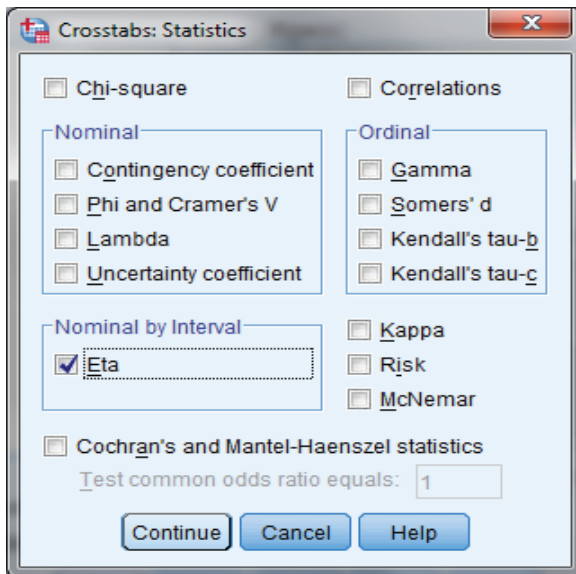 Crosstabs: Statistics
Chi-square
Correlations
Nominal
Contingency coefficient
Phi and Cramer's V
Lambda
Uncertainty coefficient
Ordinal
Gamma
Somers' d
Kendall's tau-b
Kendall's tau-c
Nominal by Interval
Eta
Kappa
Risk
McNemar
Cochran's and Mantel-Haenszel statistics
Test common odds ratio equals: 1
Continue Cancel Help